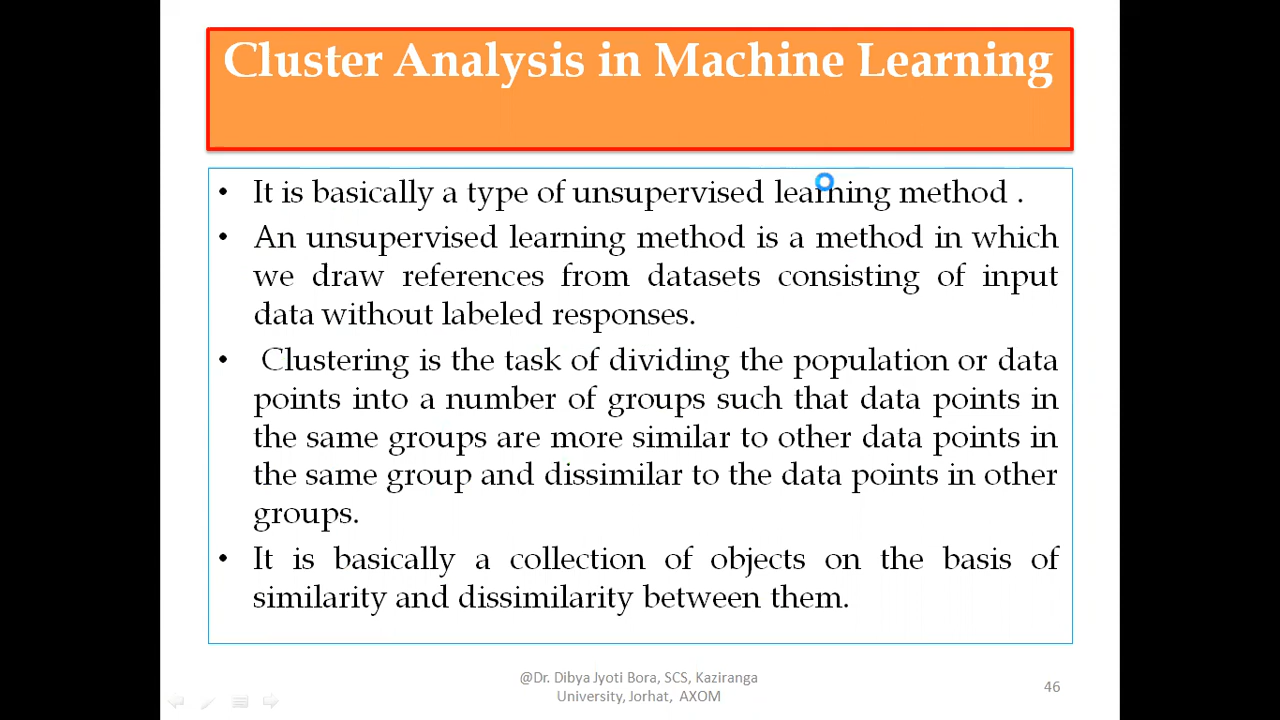 Cluster Analysis in Machine Learning
• It is basically a type of unsupervised learning method .
• An unsupervised learning method is a method in which
we draw references from datasets consisting of input
data without labeled responses.
• Clustering is the task of dividing the population or data
points into a number of groups such that data points in
the same groups are more similar to other data points in
the same group and dissimilar to the data points in other
groups.
• It is basically a collection of objects on the basis of
similarity and dissimilarity between them.
@Dr. Dibya Jyoti Bora, SCS, Kaziranga
University, Jorhat, AXOM
46